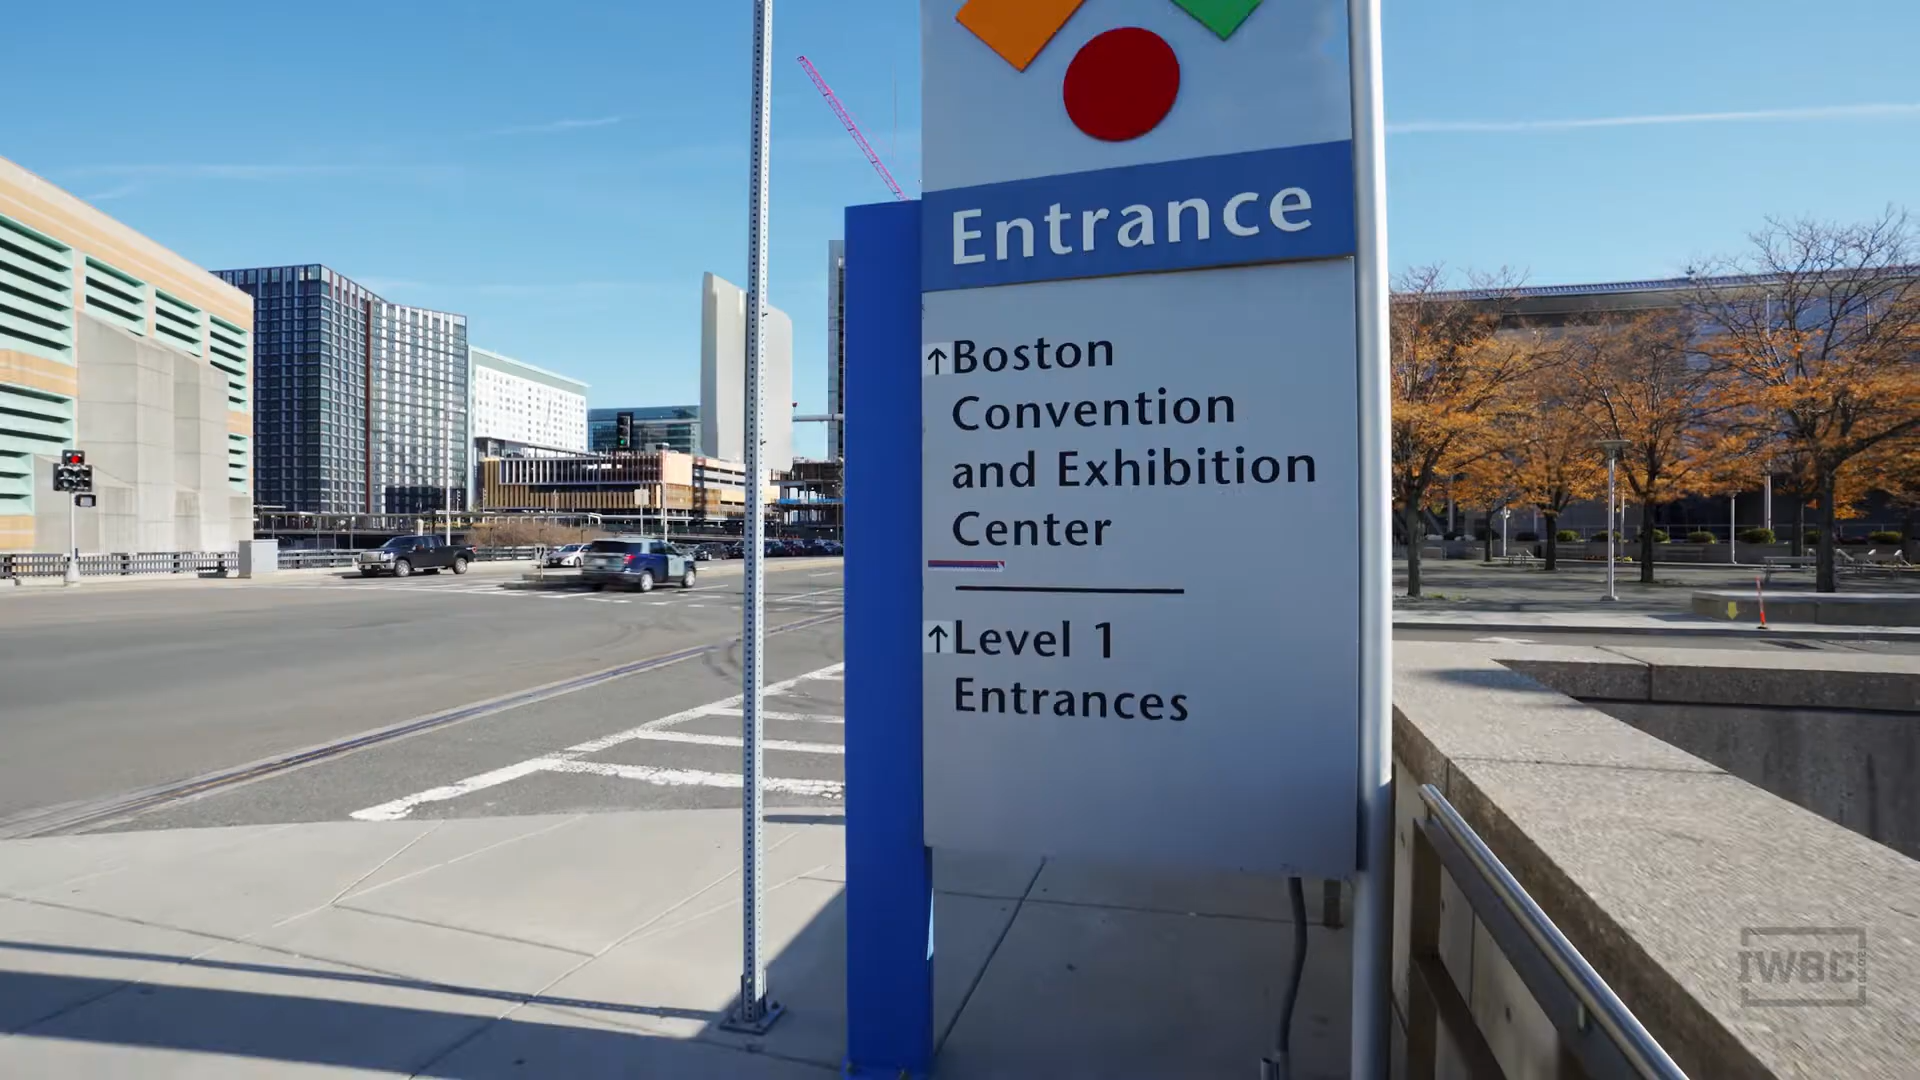 Entrance
↑Boston
Convention
and Exhibition
Center
↑Level 1
Entrances
IWBC